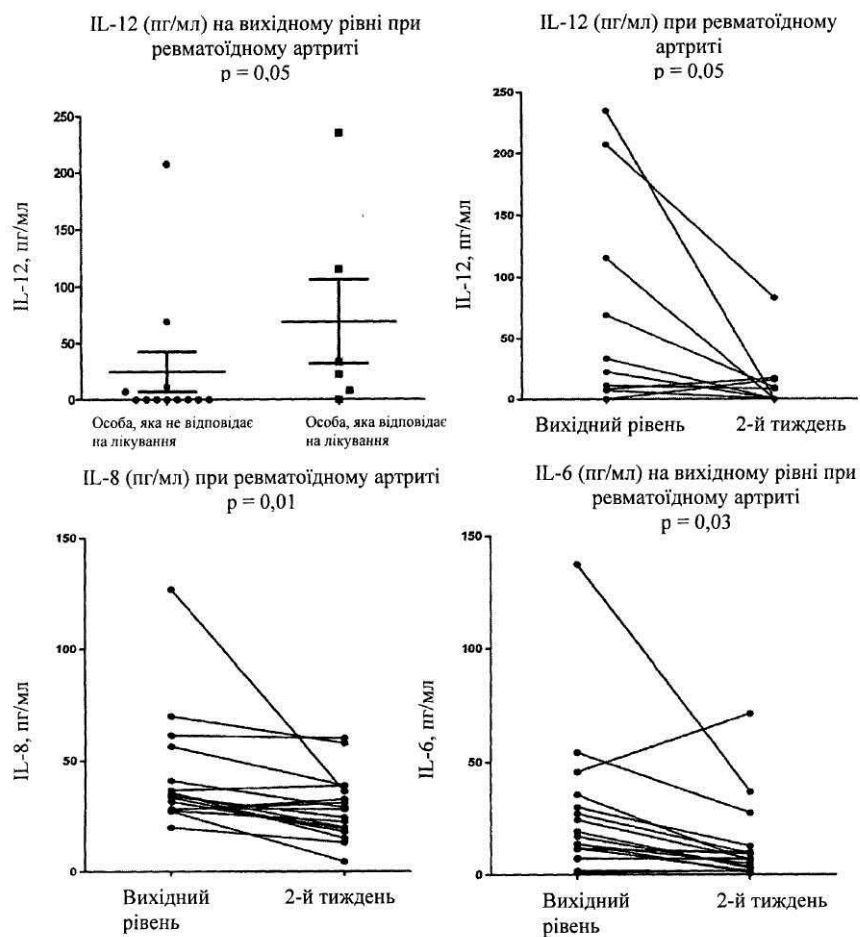 IL-12 (пг/мл) на вихідному рівні при
ревматоїдному артриті
p = 0,05
IL-12, пг/мл
250
200
150
100
50
0
Особа, яка не відповідає
на лікування
Особа, яка відповідає
на лікування
IL-12 (пг/мл) при ревматоїдному
артриті
p = 0,05
IL-12, пг/мл
250
200
150
100
50
0
Вихідний рівень
2-й тиждень
IL-8 (пг/мл) при ревматоїдному артриті
p = 0,01
IL-8, пг/мл
150
100
50
0
Вихідний
рівень
2-й тиждень
IL-6 (пг/мл) на вихідному рівні при
ревматоїдному артриті
p = 0,03
IL-6, пг/мл
150
100
50
0
Вихідний
рівень
2-й тиждень